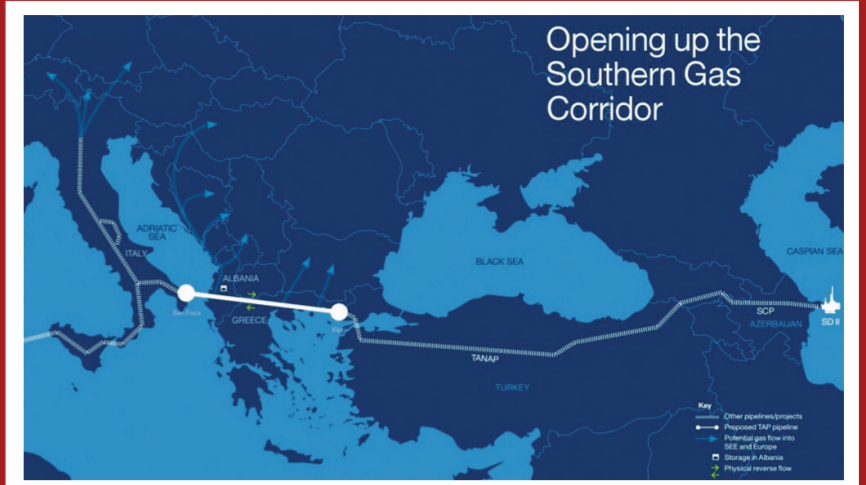 Opening up the
Southern Gas
Corridor
ADRIATIC
SEA
ITALY
ALBANIA
GREECE
San Foca
BLACK SEA
CASPIAN SEA
SCP
AZERBAIJAN
SD II
TANAP
TURKEY
Key
Other pipelines/projects
Proposed TAP pipeline
Potential gas flow into
SEE and Europe
Storage in Albania
Physical reverse flow